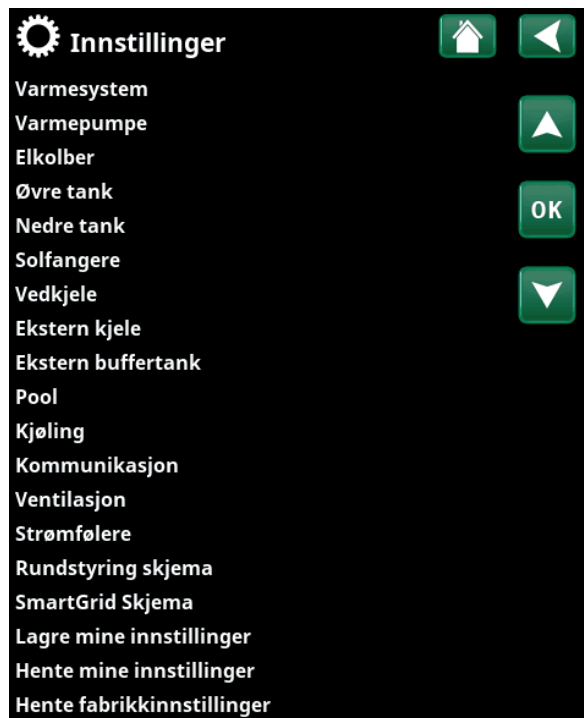 Innstillinger
Varmesystem
Varmepumpe
Elkolber
Øvre tank
OK
Nedre tank
Solfangere
Vedkjele
Ekstern kjele
Ekstern buffertank
Pool
Kjøling
Kommunikasjon
Ventilasjon
Strømfølere
Rundstyring skjema
SmartGrid Skjema
Lagre mine innstillinger
Hente mine innstillinger
Hente fabrikkinnstillinger